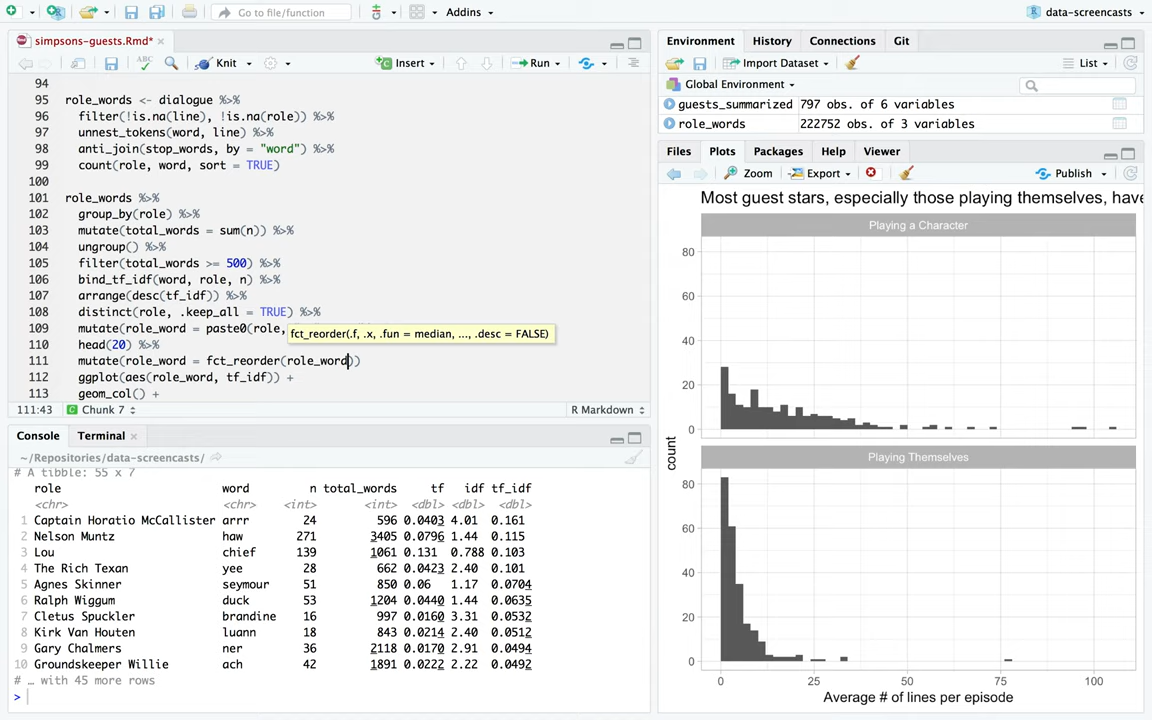 Go to file/function
Addins
data-screencasts
simpsons-guests.Rmd*
ABC
Knit
Insert
Run
94
95 role_words <- dialogue %>%
96 filter(!is.na(line), !is.na(role)) %>%
97 unnest_tokens(word, line) %>%
98 anti_join(stop_words, by = "word") %>%
99 count(role, word, sort = TRUE)
100
101 role_words %>%
102 group_by(role) %>%
103 mutate(total_words = sum(n)) %>%
104 ungroup() %>%
105 filter(total_words >= 500) %>%
106 bind_tf_idf(word, role, n) %>%
107 arrange(desc(tf_idf)) %>%
108 distinct(role, .keep_all = TRUE) %>%
109 mutate(role_word = paste0(role,
fct_reorder(.f, .x, .fun = median, ..., .desc = FALSE)
110 head(20) %>%
111 mutate(role_word = fct_reorder(role_word))
112 ggplot(aes(role_word, tf_idf)) +
113 geom_col() +
111:43 Chunk 7 R Markdown
Console Terminal
~/Repositories/data-screencasts/
# A tibble: 55 x 7
role word n total_words tf idf tf_idf
<chr> <chr> <int> <int> <dbl> <dbl> <dbl>
1 Captain Horatio McCallister arrr 24 596 0.0403 4.01 0.161
2 Nelson Muntz haw 271 3405 0.0796 1.44 0.115
3 Lou chief 139 1061 0.131 0.788 0.103
4 The Rich Texan yee 28 662 0.0423 2.40 0.101
5 Agnes Skinner seymour 51 850 0.06 1.17 0.0704
6 Ralph Wiggum duck 53 1204 0.0440 1.44 0.0635
7 Cletus Spuckler brandine 16 997 0.0160 3.31 0.0532
8 Kirk Van Houten luann 18 843 0.0214 2.40 0.0512
9 Gary Chalmers ner 36 2118 0.0170 2.91 0.0494
10 Groundskeeper Willie ach 42 1891 0.0222 2.22 0.0492
# … with 45 more rows
>
Environment History Connections Git
Import Dataset List
Global Environment
guests_summarized 797 obs. of 6 variables
role_words 222752 obs. of 3 variables
Files Plots Packages Help Viewer
Zoom Export Publish
Most guest stars, especially those playing themselves, have
Playing a Character
80
60
40
20
0
Playing Themselves
80
60
40
20
0
count
0 25 50 75 100
Average # of lines per episode